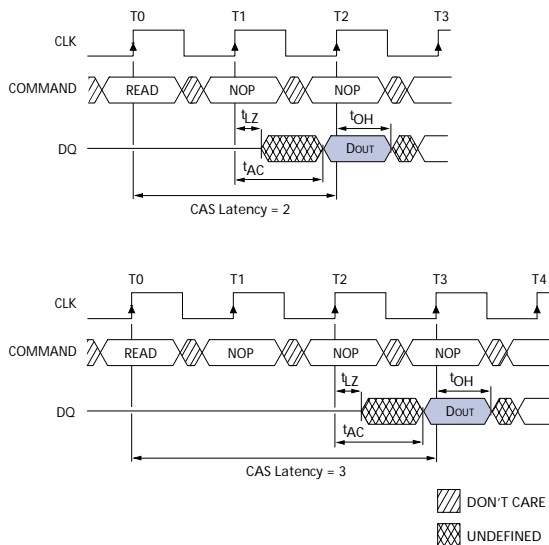 T0 T1 T2 T3
CLK
COMMAND READ NOP NOP
tLZ tOH
DQ DOUT
tAC
CAS Latency = 2
T0 T1 T2 T3 T4
CLK
COMMAND READ NOP NOP NOP
tLZ tOH
DQ DOUT
tAC
CAS Latency = 3
DON'T CARE
UNDEFINED